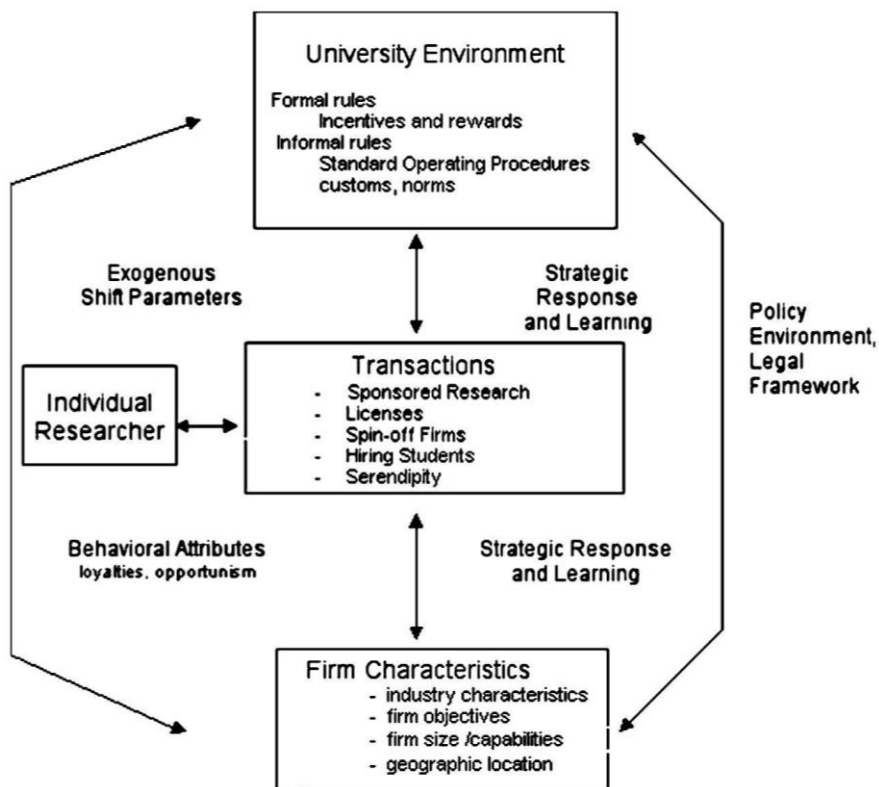 University Environment
Formal rules
Incentives and rewards
Informal rules
Standard Operating Procedures
customs, norms
Exogenous
Shift Parameters
Strategic
Response
and Learning
Policy
Environment,
Legal
Framework
Individual
Researcher
Transactions
- Sponsored Research
- Licenses
- Spin-off Firms
- Hiring Students
- Serendipity
Behavioral Attributes
loyalties, opportunism
Strategic Response
and Learning
Firm Characteristics
- industry characteristics
- firm objectives
- firm size /capabilities
- geographic location